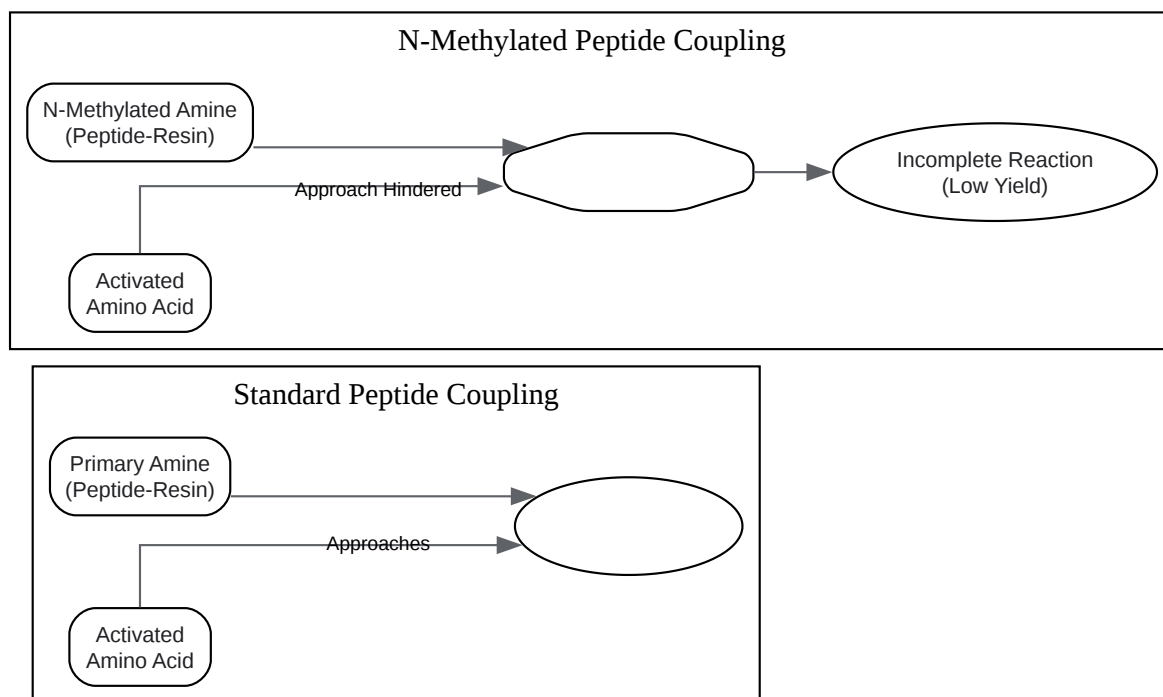 N-Methylated Peptide Coupling
N-Methylated Amine
(Peptide-Resin)
Approach Hindered
Activated
Amino Acid
Incomplete Reaction
(Low Yield)
Standard Peptide Coupling
Primary Amine
(Peptide-Resin)
Approaches
Activated
Amino Acid